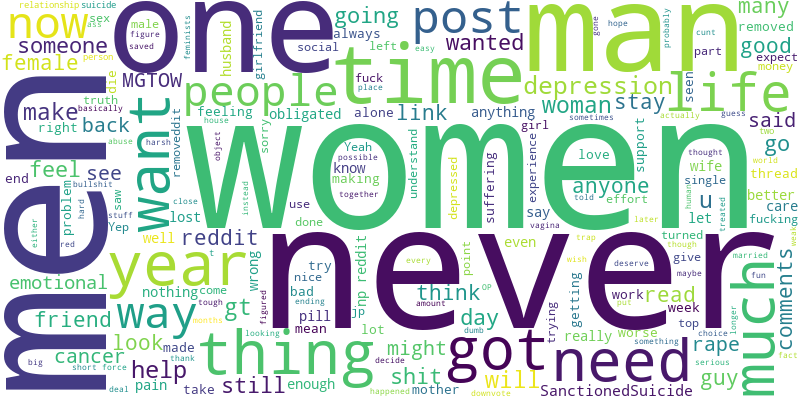 relationship suicide
now
ass
sex
male
figure
saved
one
feminists
husband
girlfriend
going
always
social
left
easy
post
man
gone
hope
probably
cunt
part
many
removed
good
expect
money
someone
person
female
MGTOW
die
people
time
fuck
place
wanted
depression
seen
life
men
make
truth
basically
want
feeling
obligated
alone
link
anything
woman
stay
said
right
back
abuse
harsh
removeddit
house
sorry
women
Yeah
possible
know
making
together
object
understand
girl
sometimes
experience
love
support
actually
guess
thought
two
go
end
feel
see
bullshit
problem
saw
Yep
stuff
hard
either
red
close
lost
instead
use
done
depressed
suffering
say
vagina
told
effort
later
anyone
wife
single
u
let
human
treated
world
thread
better
care
fucking
weak
reddit
well
t
year
wrong
never
try
nice
bad
ending
pill
mean
every
np
reddit
jp
lot
point
even
OP
trap
wish
trying
deserve
put
turned
though
give
maybe
married
fun
work
read
week
top
choice
longer
much
comments
emotional
friend
nothing
come
tough
way
gt
figured
looking
amount
think
day
dumb
got
getting
really
worse
something
need
rape
serious
fact
cancer
look
made
thank
months
thing
decide
might
shit
will
guy
big
short
force
deal
help
pain
take
still
enough
happened
mother
downvote
SanctionedSuicide